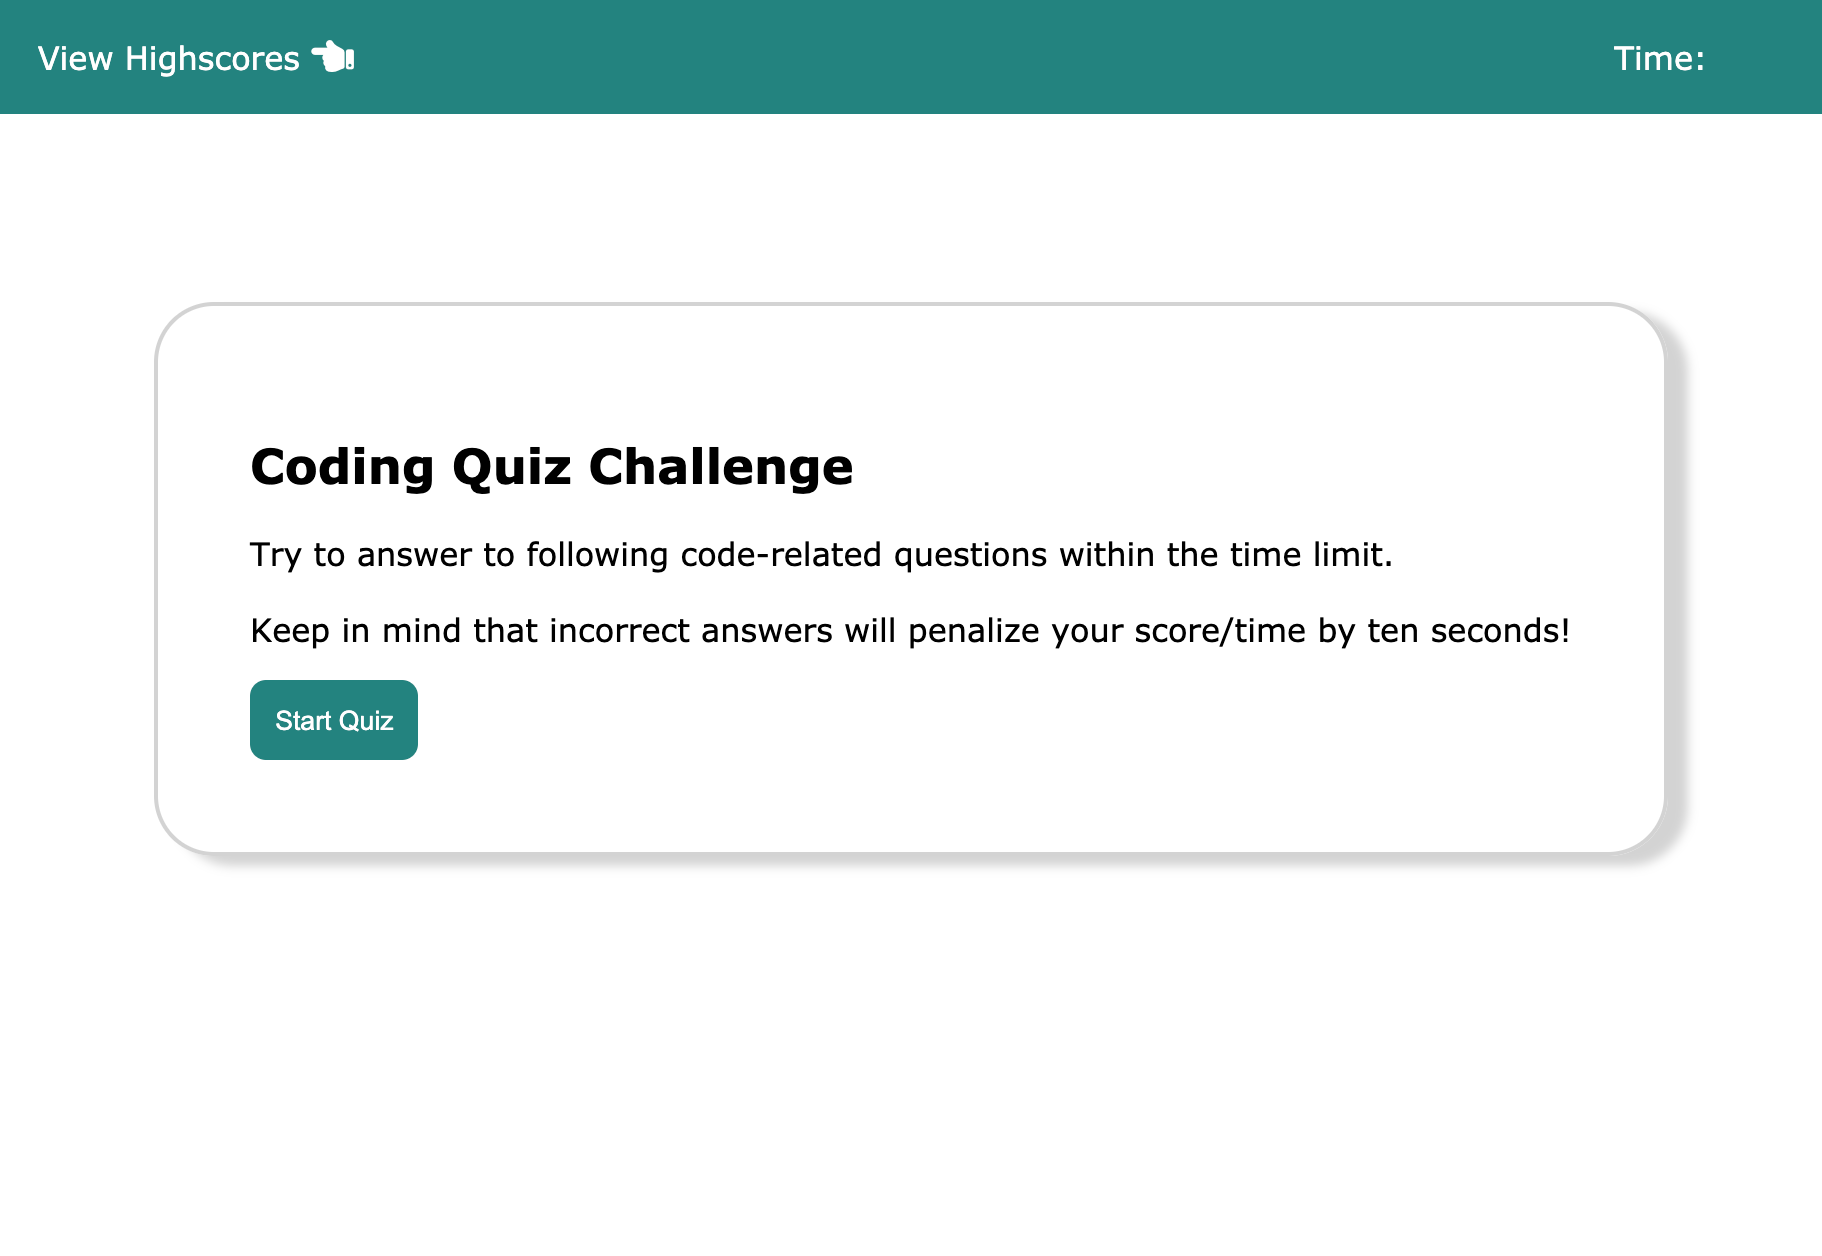 View Highscores
Time:
Coding Quiz Challenge
Try to answer to following code-related questions within the time limit.
Keep in mind that incorrect answers will penalize your score/time by ten seconds!
Start Quiz